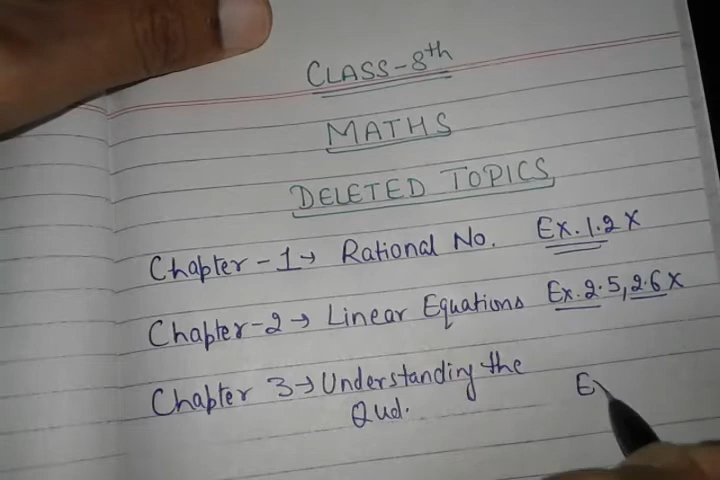 CLASS-8th
MATHS
DELETED TOPICS
Chapter-1→ Rational No. Ex.1.2 X
Chapter-2→ Linear Equations Ex.2.5, 2.6 X
Chapter 3→ Understanding the E
Qud.